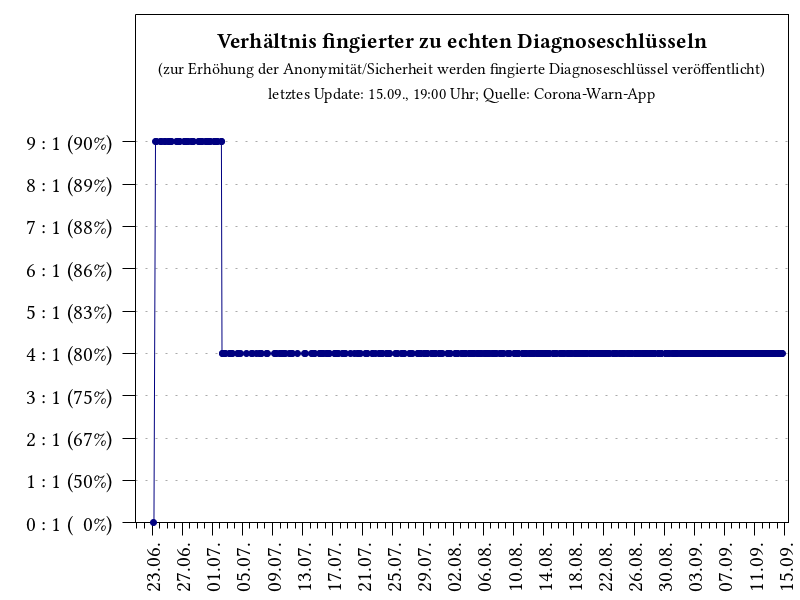 Verhältnis fingierter zu echten Diagnoseschlüsseln
(zur Erhöhung der Anonymität/Sicherheit werden fingierte Diagnoseschlüssel veröffentlicht)
letztes Update: 15.09., 19:00 Uhr; Quelle: Corona-Warn-App
9 : 1 (90%)
8 : 1 (89%)
7 : 1 (88%)
6 : 1 (86%)
5 : 1 (83%)
4 : 1 (80%)
3 : 1 (75%)
2 : 1 (67%)
1 : 1 (50%)
0 : 1 ( 0%)
23.06.
27.06.
01.07.
05.07.
09.07.
13.07.
17.07.
21.07.
25.07.
29.07.
02.08.
06.08.
10.08.
14.08.
18.08.
22.08.
26.08.
30.08.
03.09.
07.09.
11.09.
15.09.